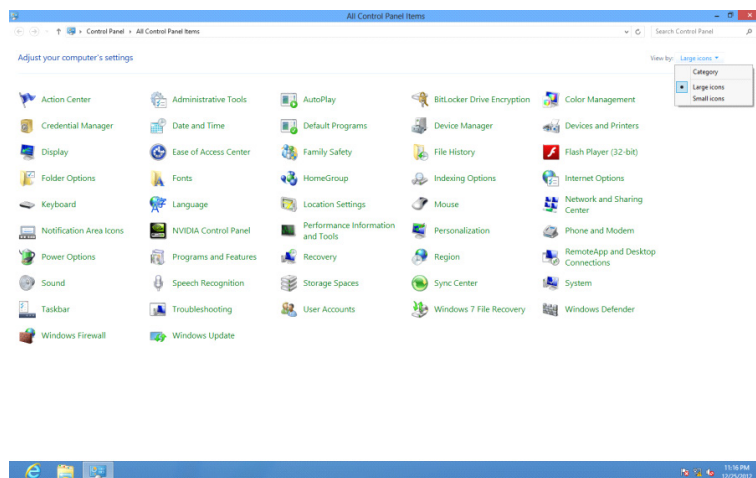 All Control Panel Items
Control Panel All Control Panel Items
Search Control Panel
Adjust your computer's settings
View by: Large icons
Category
Large icons
Small icons
Action Center
Administrative Tools
AutoPlay
BitLocker Drive Encryption
Color Management
Credential Manager
Date and Time
Default Programs
Device Manager
Devices and Printers
Display
Ease of Access Center
Family Safety
File History
Flash Player (32-bit)
Folder Options
Fonts
HomeGroup
Indexing Options
Internet Options
Keyboard
Language
Location Settings
Mouse
Network and Sharing
Center
Notification Area Icons
NVIDIA Control Panel
Performance Information
and Tools
Personalization
Phone and Modem
Power Options
Programs and Features
Recovery
Region
RemoteApp and Desktop
Connections
Sound
Speech Recognition
Storage Spaces
Sync Center
System
Taskbar
Troubleshooting
User Accounts
Windows 7 File Recovery
Windows Defender
Windows Firewall
Windows Update
11:16 PM
12/25/2012